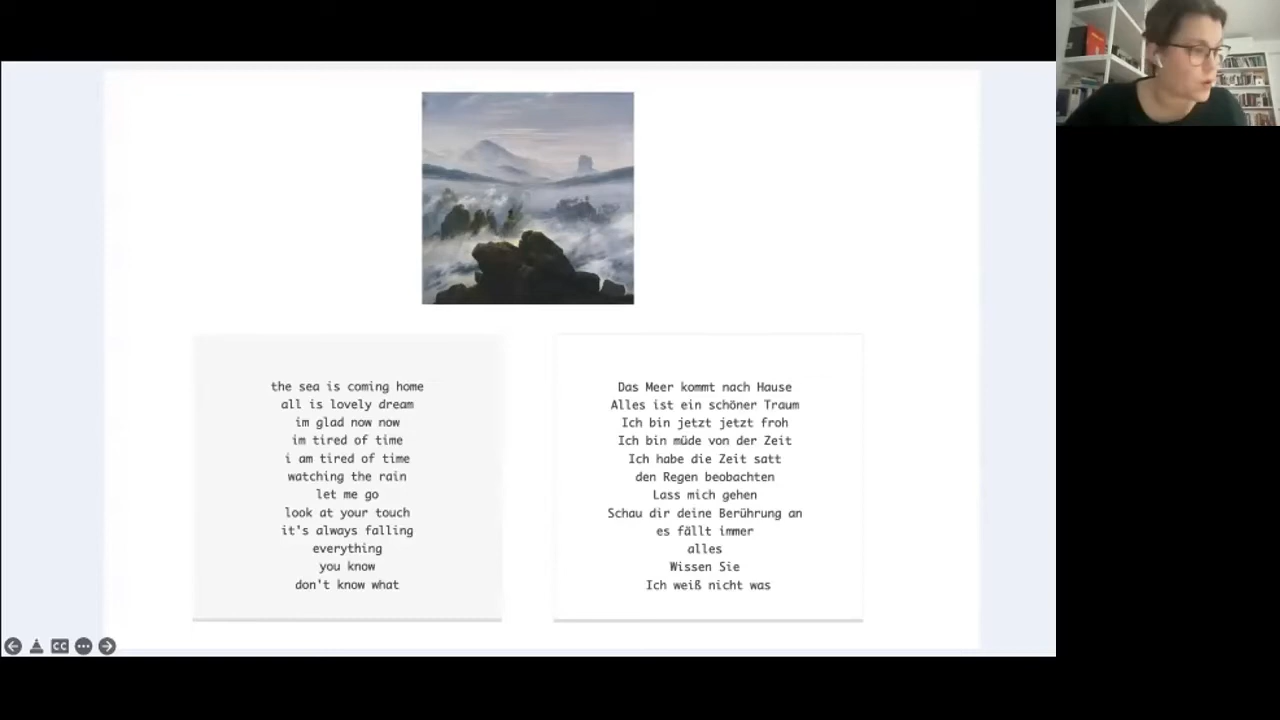 the sea is coming home
all is lovely dream
im glad now now
im tired of time
i am tired of time
watching the rain
let me go
look at your touch
it's always falling
everything
you know
don't know what
Das Meer kommt nach Hause
Alles ist ein schöner Traum
Ich bin jetzt jetzt froh
Ich bin müde von der Zeit
Ich habe die Zeit satt
den Regen beobachten
Lass mich gehen
Schau dir deine Berührung an
es fällt immer
alles
Wissen Sie
Ich weiß nicht was
CC